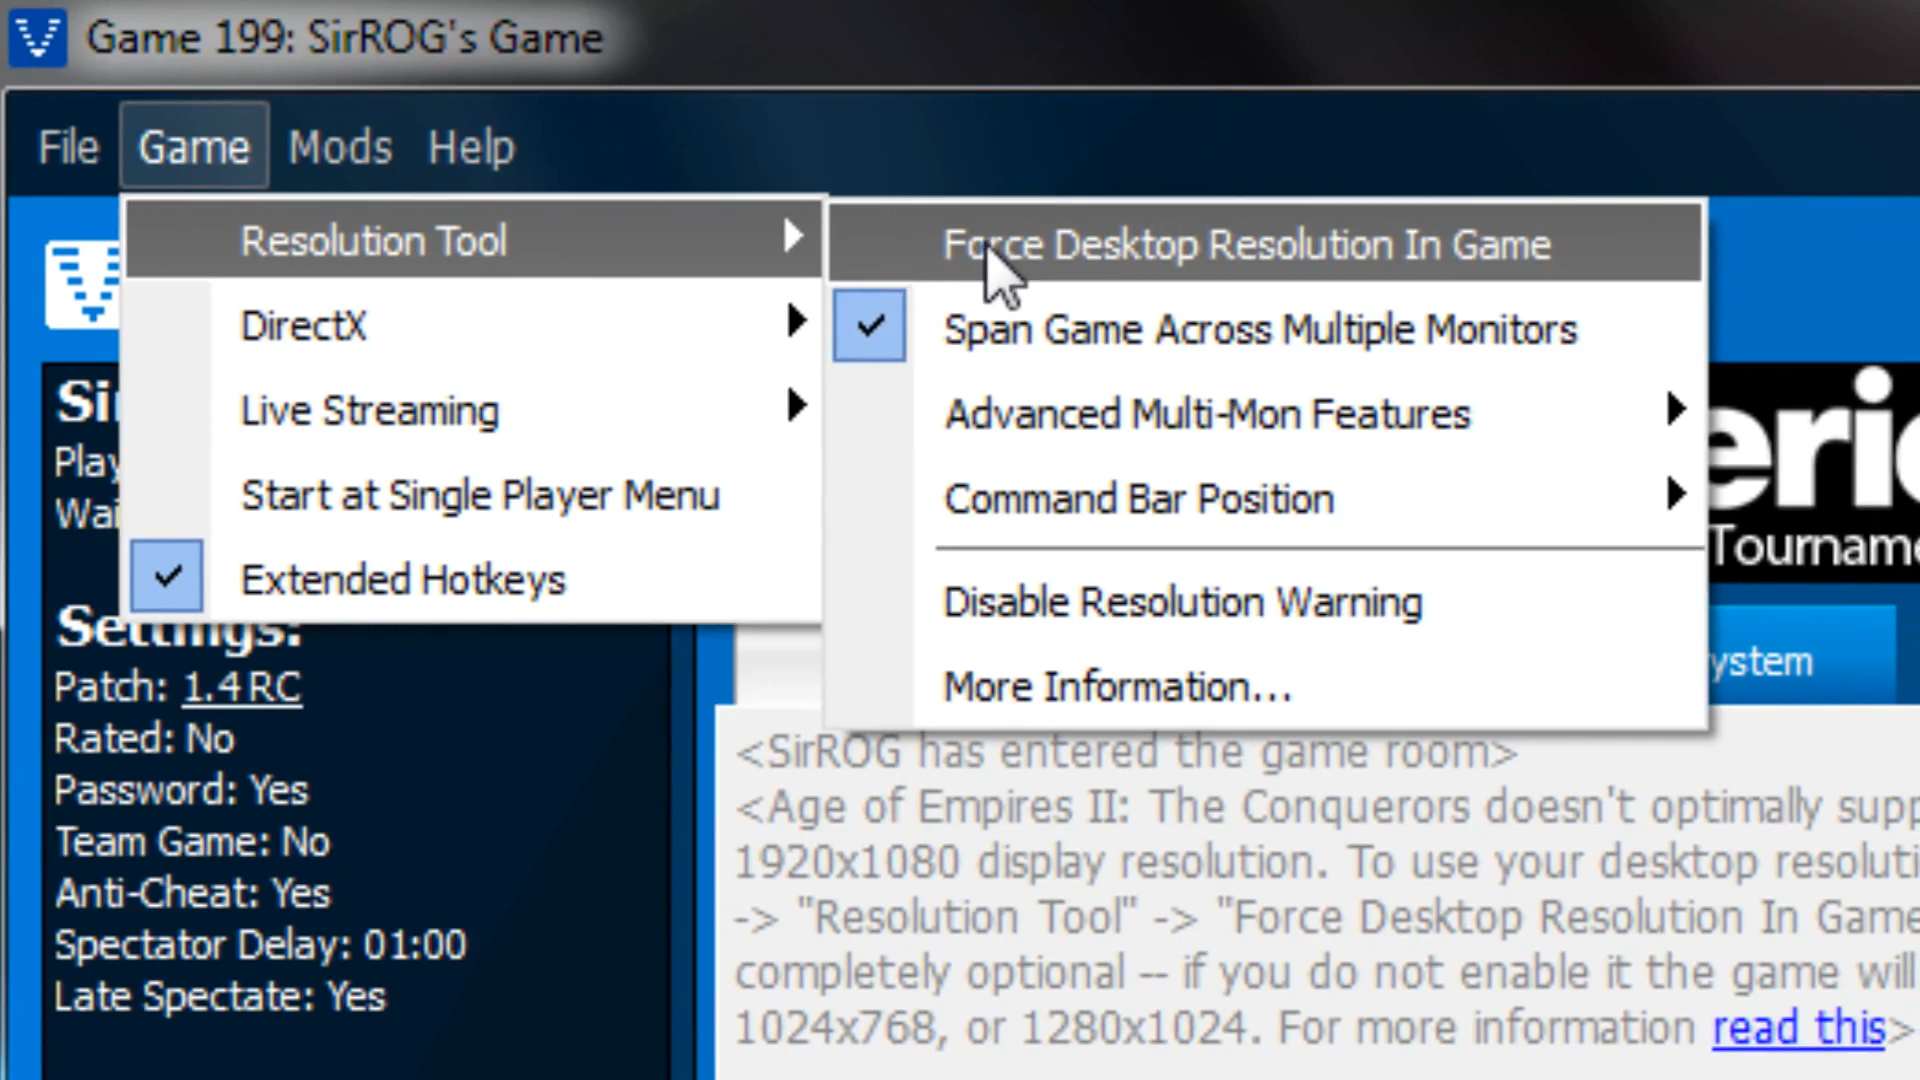 Game 199: SirROG's Game
File Game Mods Help
Resolution Tool
DirectX
Live Streaming
Start at Single Player Menu
Extended Hotkeys
Force Desktop Resolution In Game
Span Game Across Multiple Monitors
Advanced Multi-Mon Features
Command Bar Position
Disable Resolution Warning
More Information...
Settings:
Patch: 1.4 RC
Rated: No
Password: Yes
Team Game: No
Anti-Cheat: Yes
Spectator Delay: 01:00
Late Spectate: Yes
<SirROG has entered the game room>
<Age of Empires II: The Conquerors doesn't optimally supp
1920x1080 display resolution. To use your desktop resoluti
-> "Resolution Tool" -> "Force Desktop Resolution In Game
completely optional -- if you do not enable it the game will
1024x768, or 1280x1024. For more information read this>